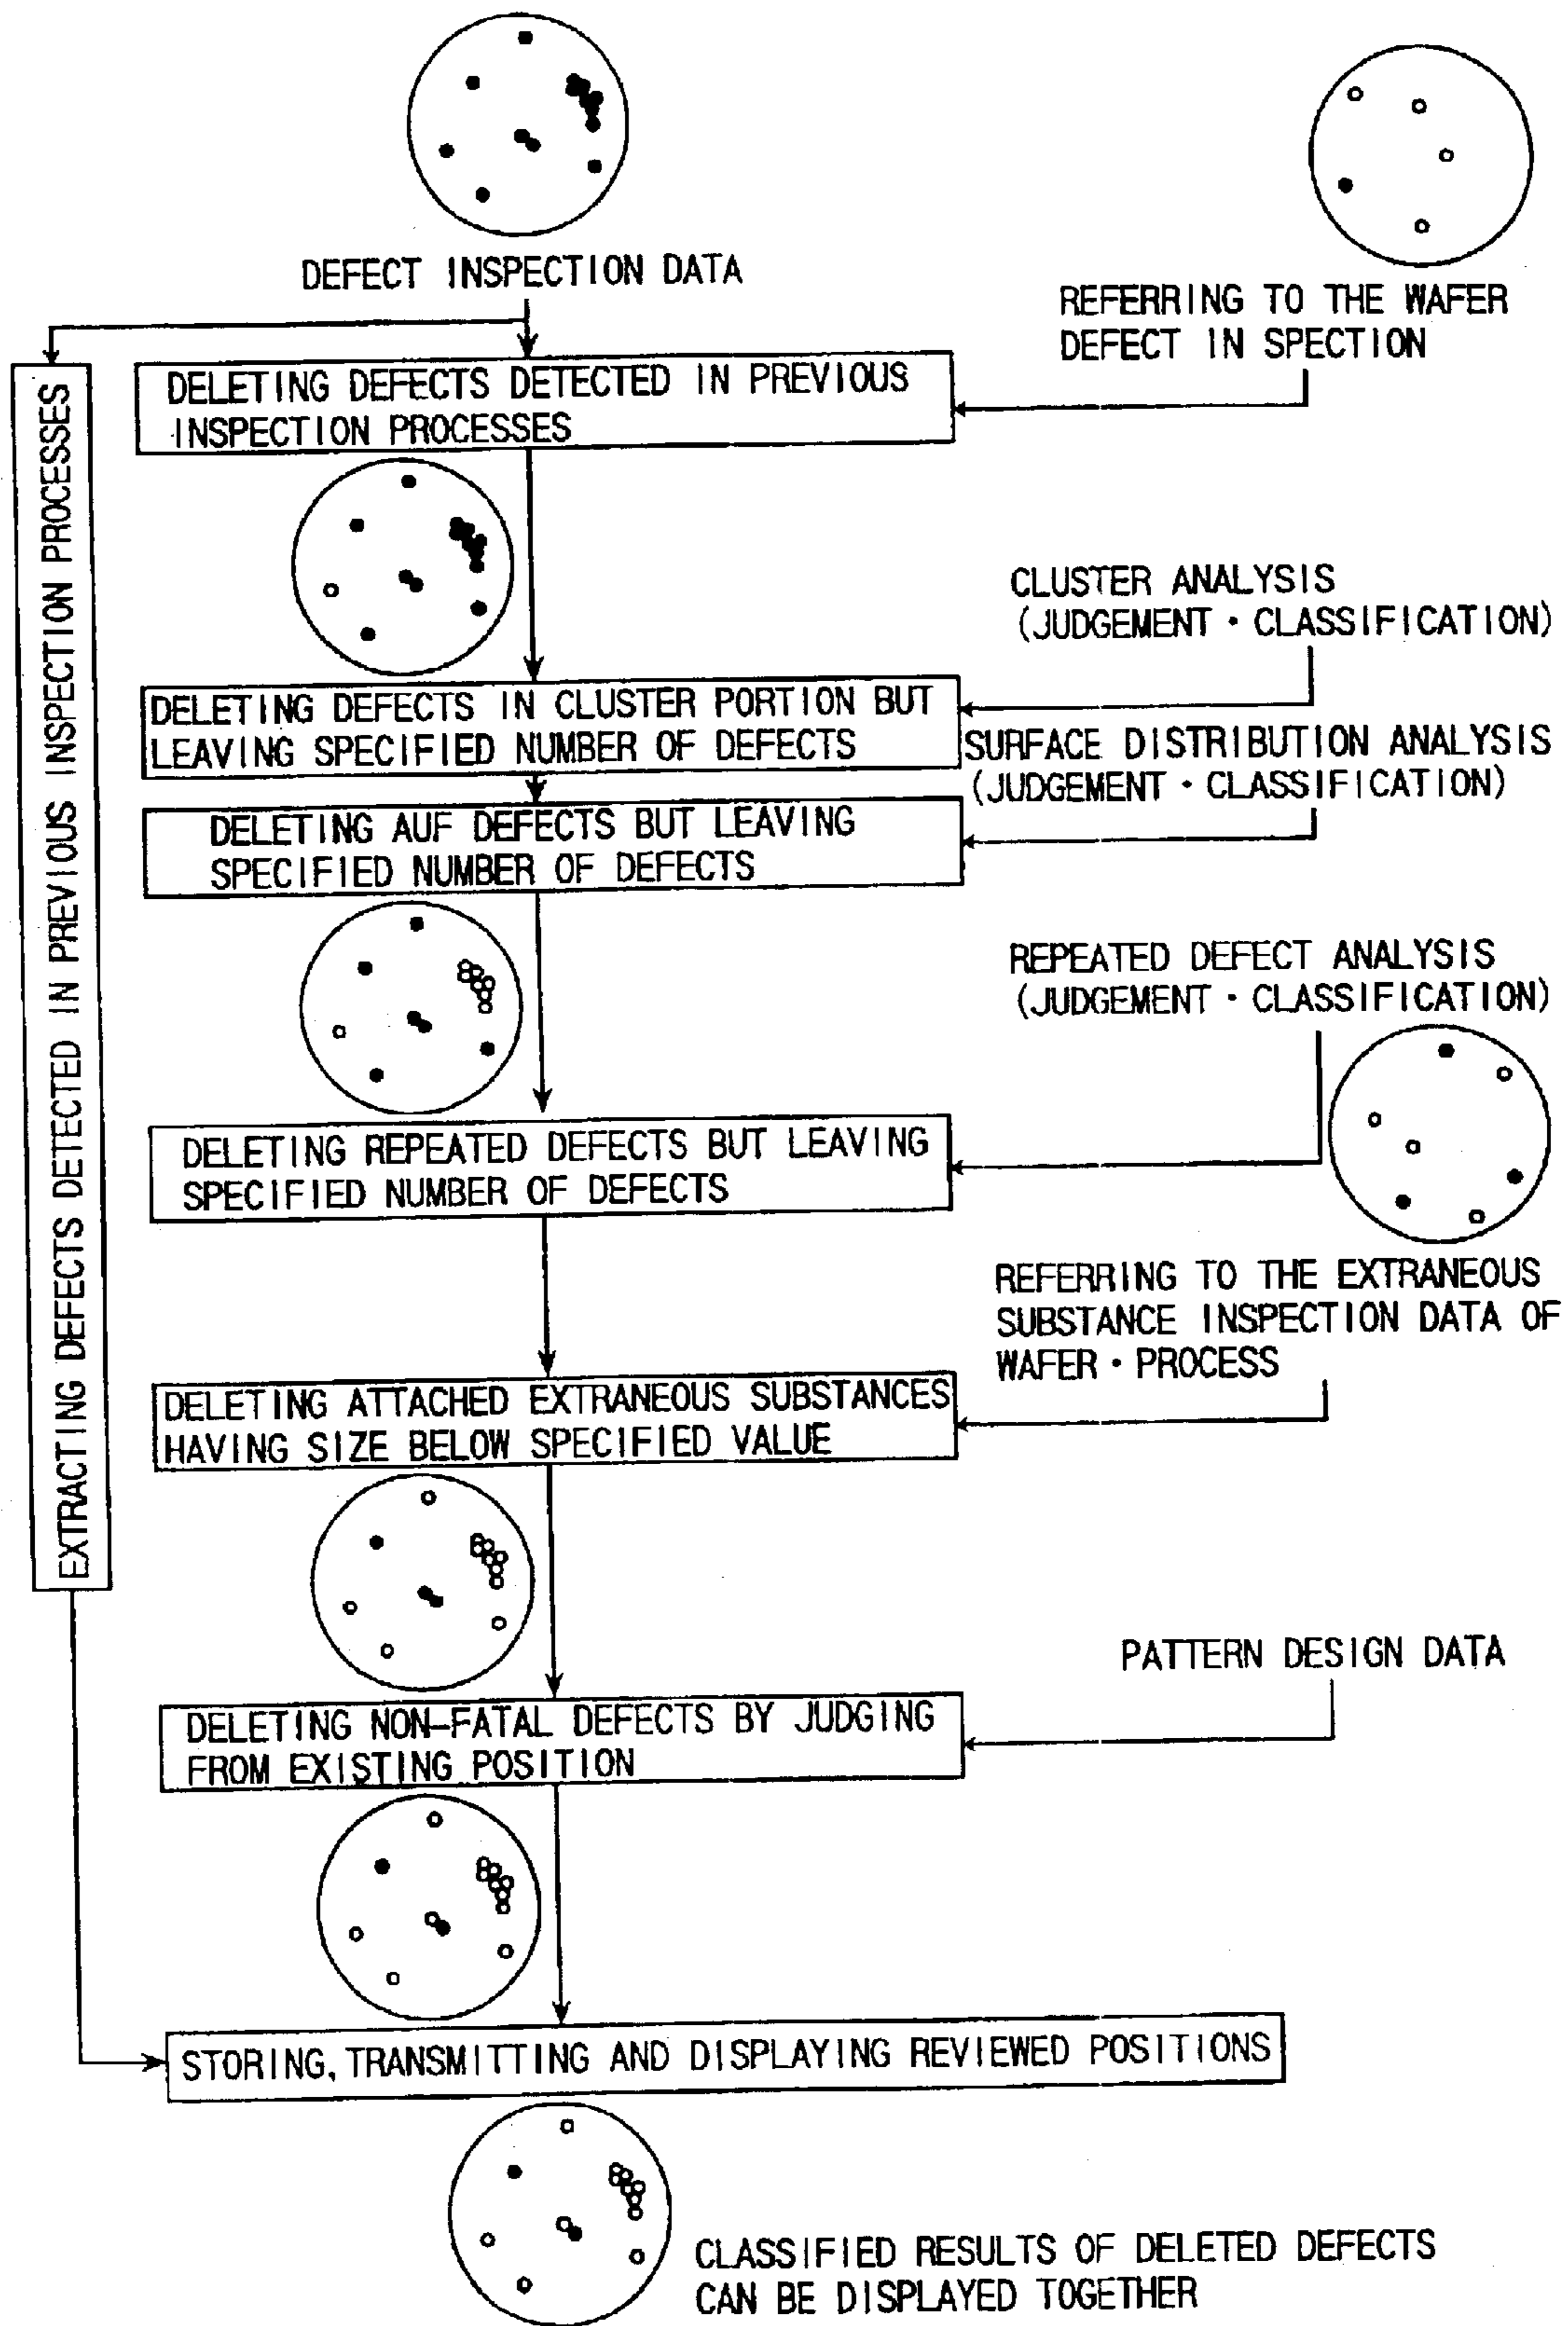 DEFECT INSPECTION DATA
REFERRING TO THE WAFER
DEFECT IN SPECTION
EXTRACTING DEFECTS DETECTED IN PREVIOUS INSPECTION PROCESSES
DELETING DEFECTS DETECTED IN PREVIOUS
INSPECTION PROCESSES
CLUSTER ANALYSIS
(JUDGEMENT・CLASSIFICATION)
DELETING DEFECTS IN CLUSTER PORTION BUT
LEAVING SPECIFIED NUMBER OF DEFECTS
SURFACE DISTRIBUTION ANALYSIS
(JUDGEMENT・CLASSIFICATION)
DELETING AUF DEFECTS BUT LEAVING
SPECIFIED NUMBER OF DEFECTS
REPEATED DEFECT ANALYSIS
(JUDGEMENT・CLASSIFICATION)
DELETING REPEATED DEFECTS BUT LEAVING
SPECIFIED NUMBER OF DEFECTS
REFERRING TO THE EXTRANEOUS
SUBSTANCE INSPECTION DATA OF
WAFER・PROCESS
DELETING ATTACHED EXTRANEOUS SUBSTANCES
HAVING SIZE BELOW SPECIFIED VALUE
PATTERN DESIGN DATA
DELETING NON-FATAL DEFECTS BY JUDGING
FROM EXISTING POSITION
STORING, TRANSMITTING AND DISPLAYING REVIEWED POSITIONS
CLASSIFIED RESULTS OF DELETED DEFECTS
CAN BE DISPLAYED TOGETHER